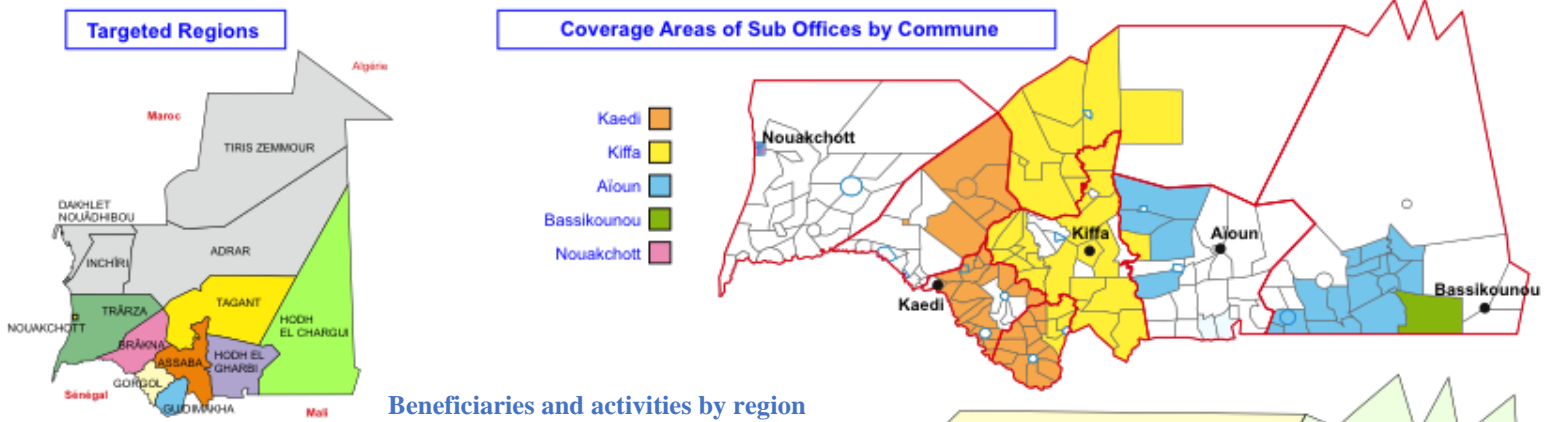 Targeted Regions
Algérie
Maroc
TIRIS ZEMMOUR
DAKHLET
NOUÂDHIBOU
ADRAR
INCHÎRI
TAGANT
TRÂRZA
HODH
EL CHARGUI
NOUAKCHOTT
BRÂKNA
ASSABA
HODH EL
GHARBI
GORGOL
Sénégal
GUIDIMAKHA
Mali
Coverage Areas of Sub Offices by Commune
Kaedi
Kiffa
Aïoun
Bassikounou
Nouakchott
Nouakchott
Kiffa
Aïoun
Kaedi
Bassikounou
Beneficiaries and activities by region